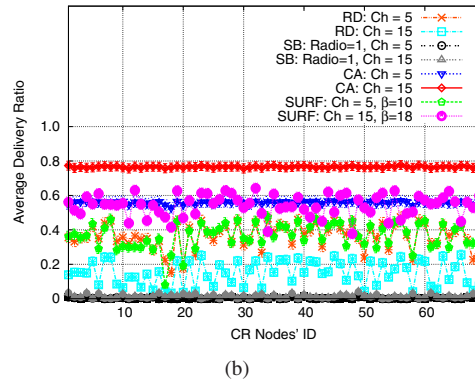 RD: Ch = 5
RD: Ch = 15
SB: Radio=1, Ch = 5
SB: Radio=1, Ch = 15
CA: Ch = 5
CA: Ch = 15
SURF: Ch = 5, β=10
SURF: Ch = 15, β=18
Average Delivery Ratio
1.0
0.8
0.6
0.4
0.2
0
10 20 30 40 50 60
CR Nodes' ID
(b)